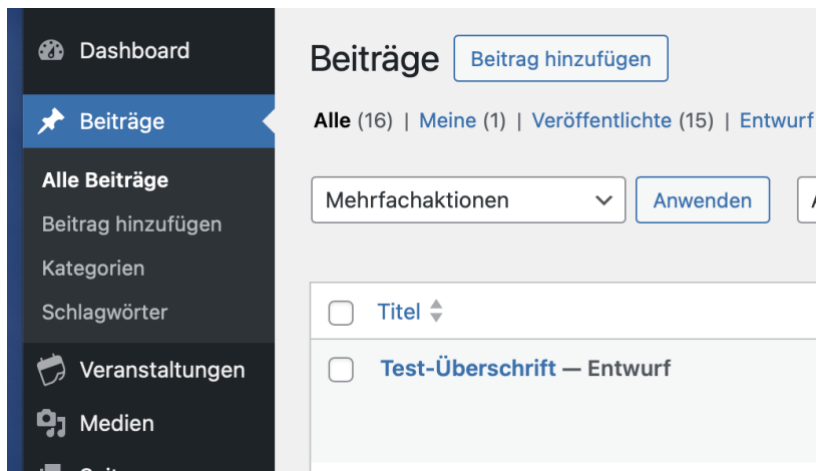 Dashboard
Beiträge
Alle Beiträge
Beitrag hinzufügen
Kategorien
Schlagwörter
Veranstaltungen
Medien
Beiträge Beitrag hinzufügen
Alle (16) | Meine (1) | Veröffentlichte (15) | Entwurf
Mehrfachaktionen Anwenden
Titel
Test-Überschrift — Entwurf